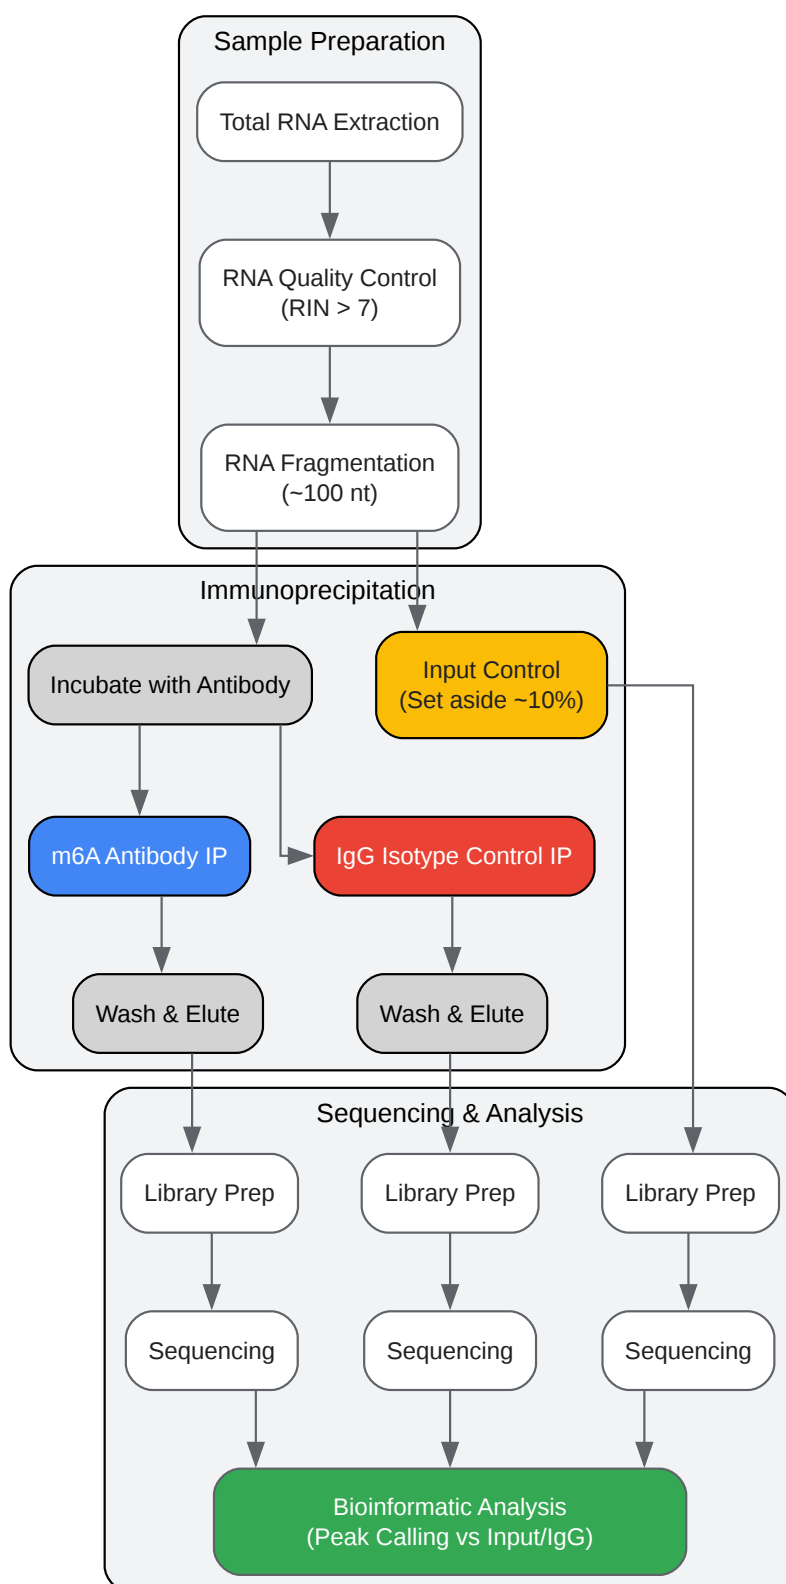 Sample Preparation
Total RNA Extraction
RNA Quality Control
(RIN > 7)
RNA Fragmentation
(~100 nt)
Immunoprecipitation
Incubate with Antibody
Input Control
(Set aside ~10%)
m6A Antibody IP
IgG Isotype Control IP
Wash & Elute
Wash & Elute
Sequencing & Analysis
Library Prep
Library Prep
Library Prep
Sequencing
Sequencing
Sequencing
Bioinformatic Analysis
(Peak Calling vs Input/IgG)